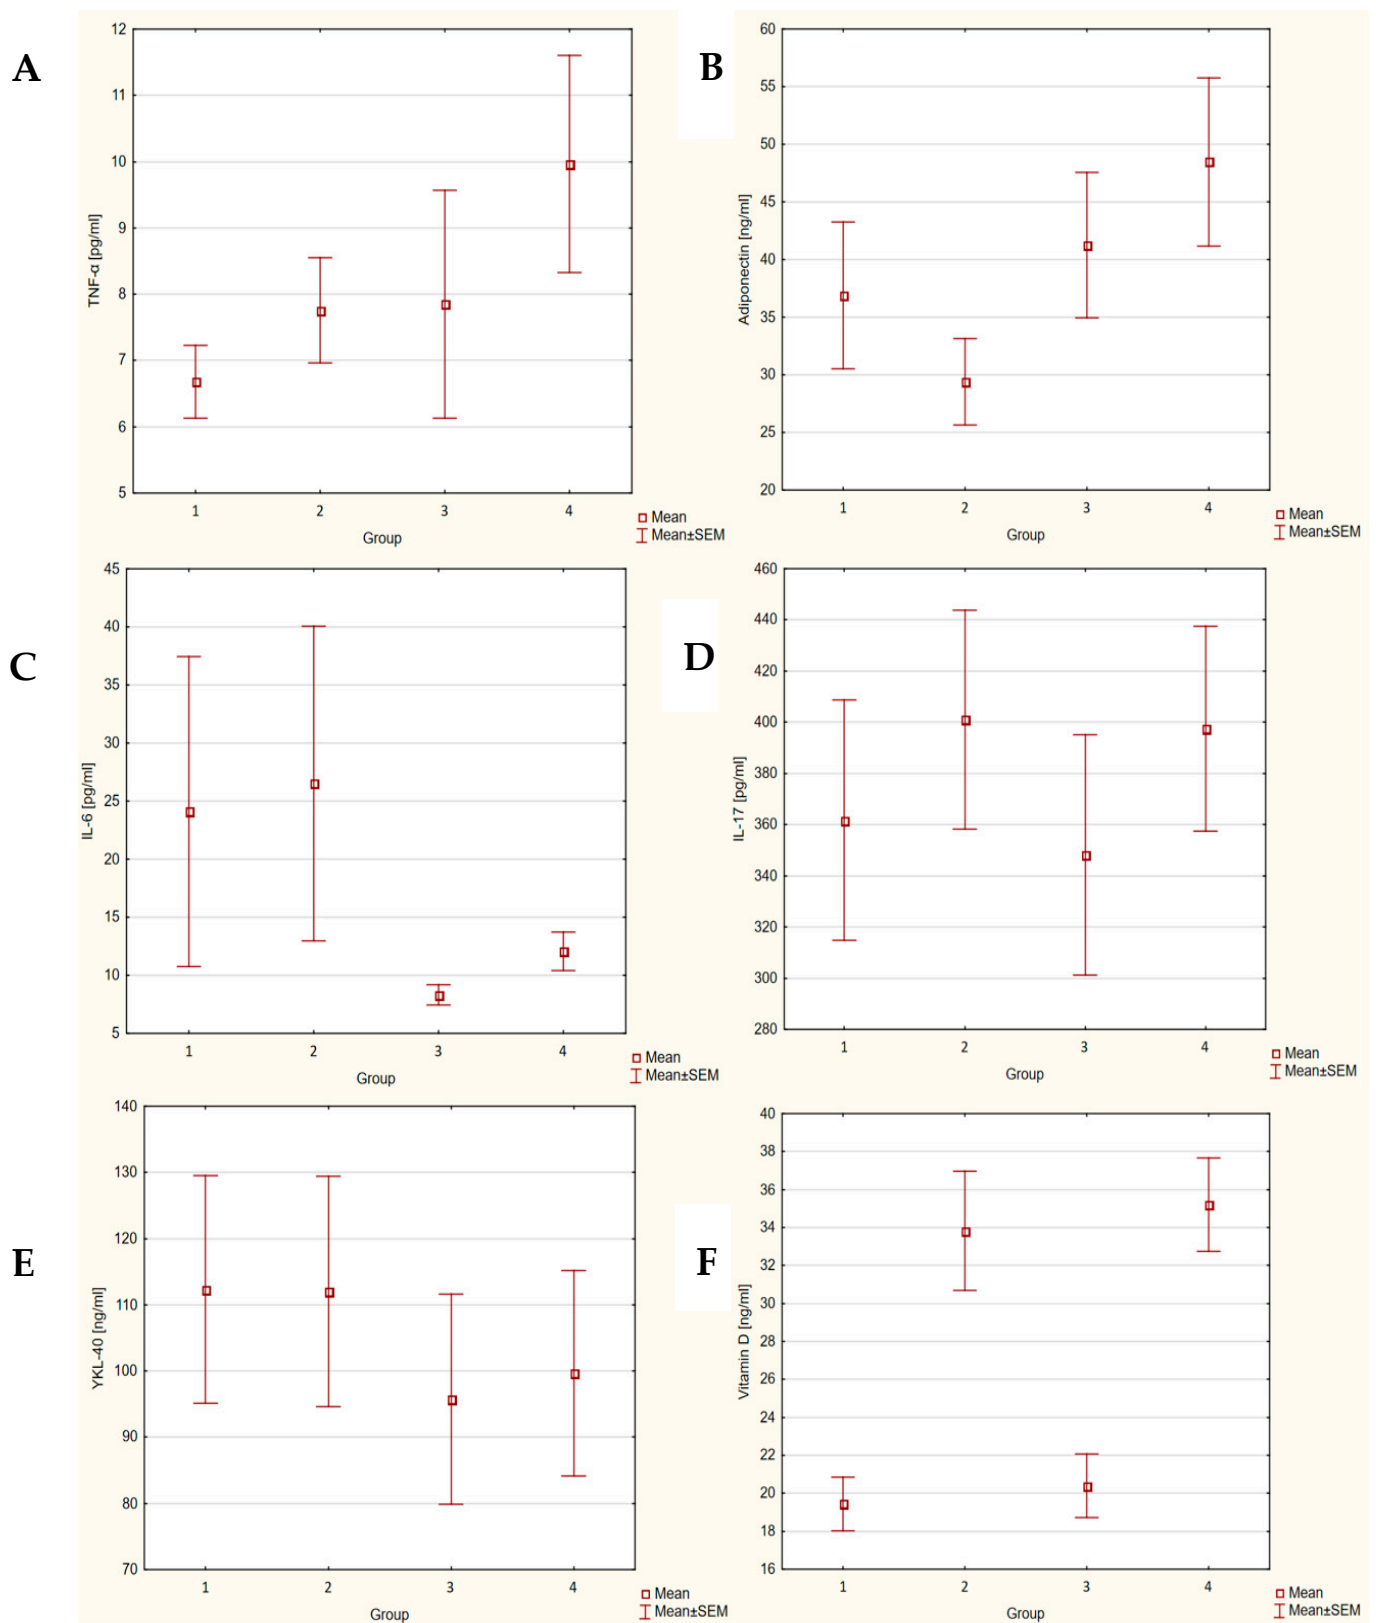 A
TNF-α [pg/ml]
12
11
10
9
8
7
6
5
1 2 3 4
Group
Mean
Mean±SEM
B
Adiponectin [ng/ml]
60
55
50
45
40
35
30
25
20
1 2 3 4
Group
Mean
Mean±SEM
C
IL-6 [pg/ml]
45
40
35
30
25
20
15
10
5
1 2 3 4
Group
Mean
Mean±SEM
D
IL-17 [pg/ml]
460
440
420
400
380
360
340
320
300
280
1 2 3 4
Group
Mean
Mean±SEM
E
YKL-40 [ng/ml]
140
130
120
110
100
90
80
70
1 2 3 4
Group
Mean
Mean±SEM
F
Vitamin D [ng/ml]
40
38
36
34
32
30
28
26
24
22
20
18
16
1 2 3 4
Group
Mean
Mean±SEM